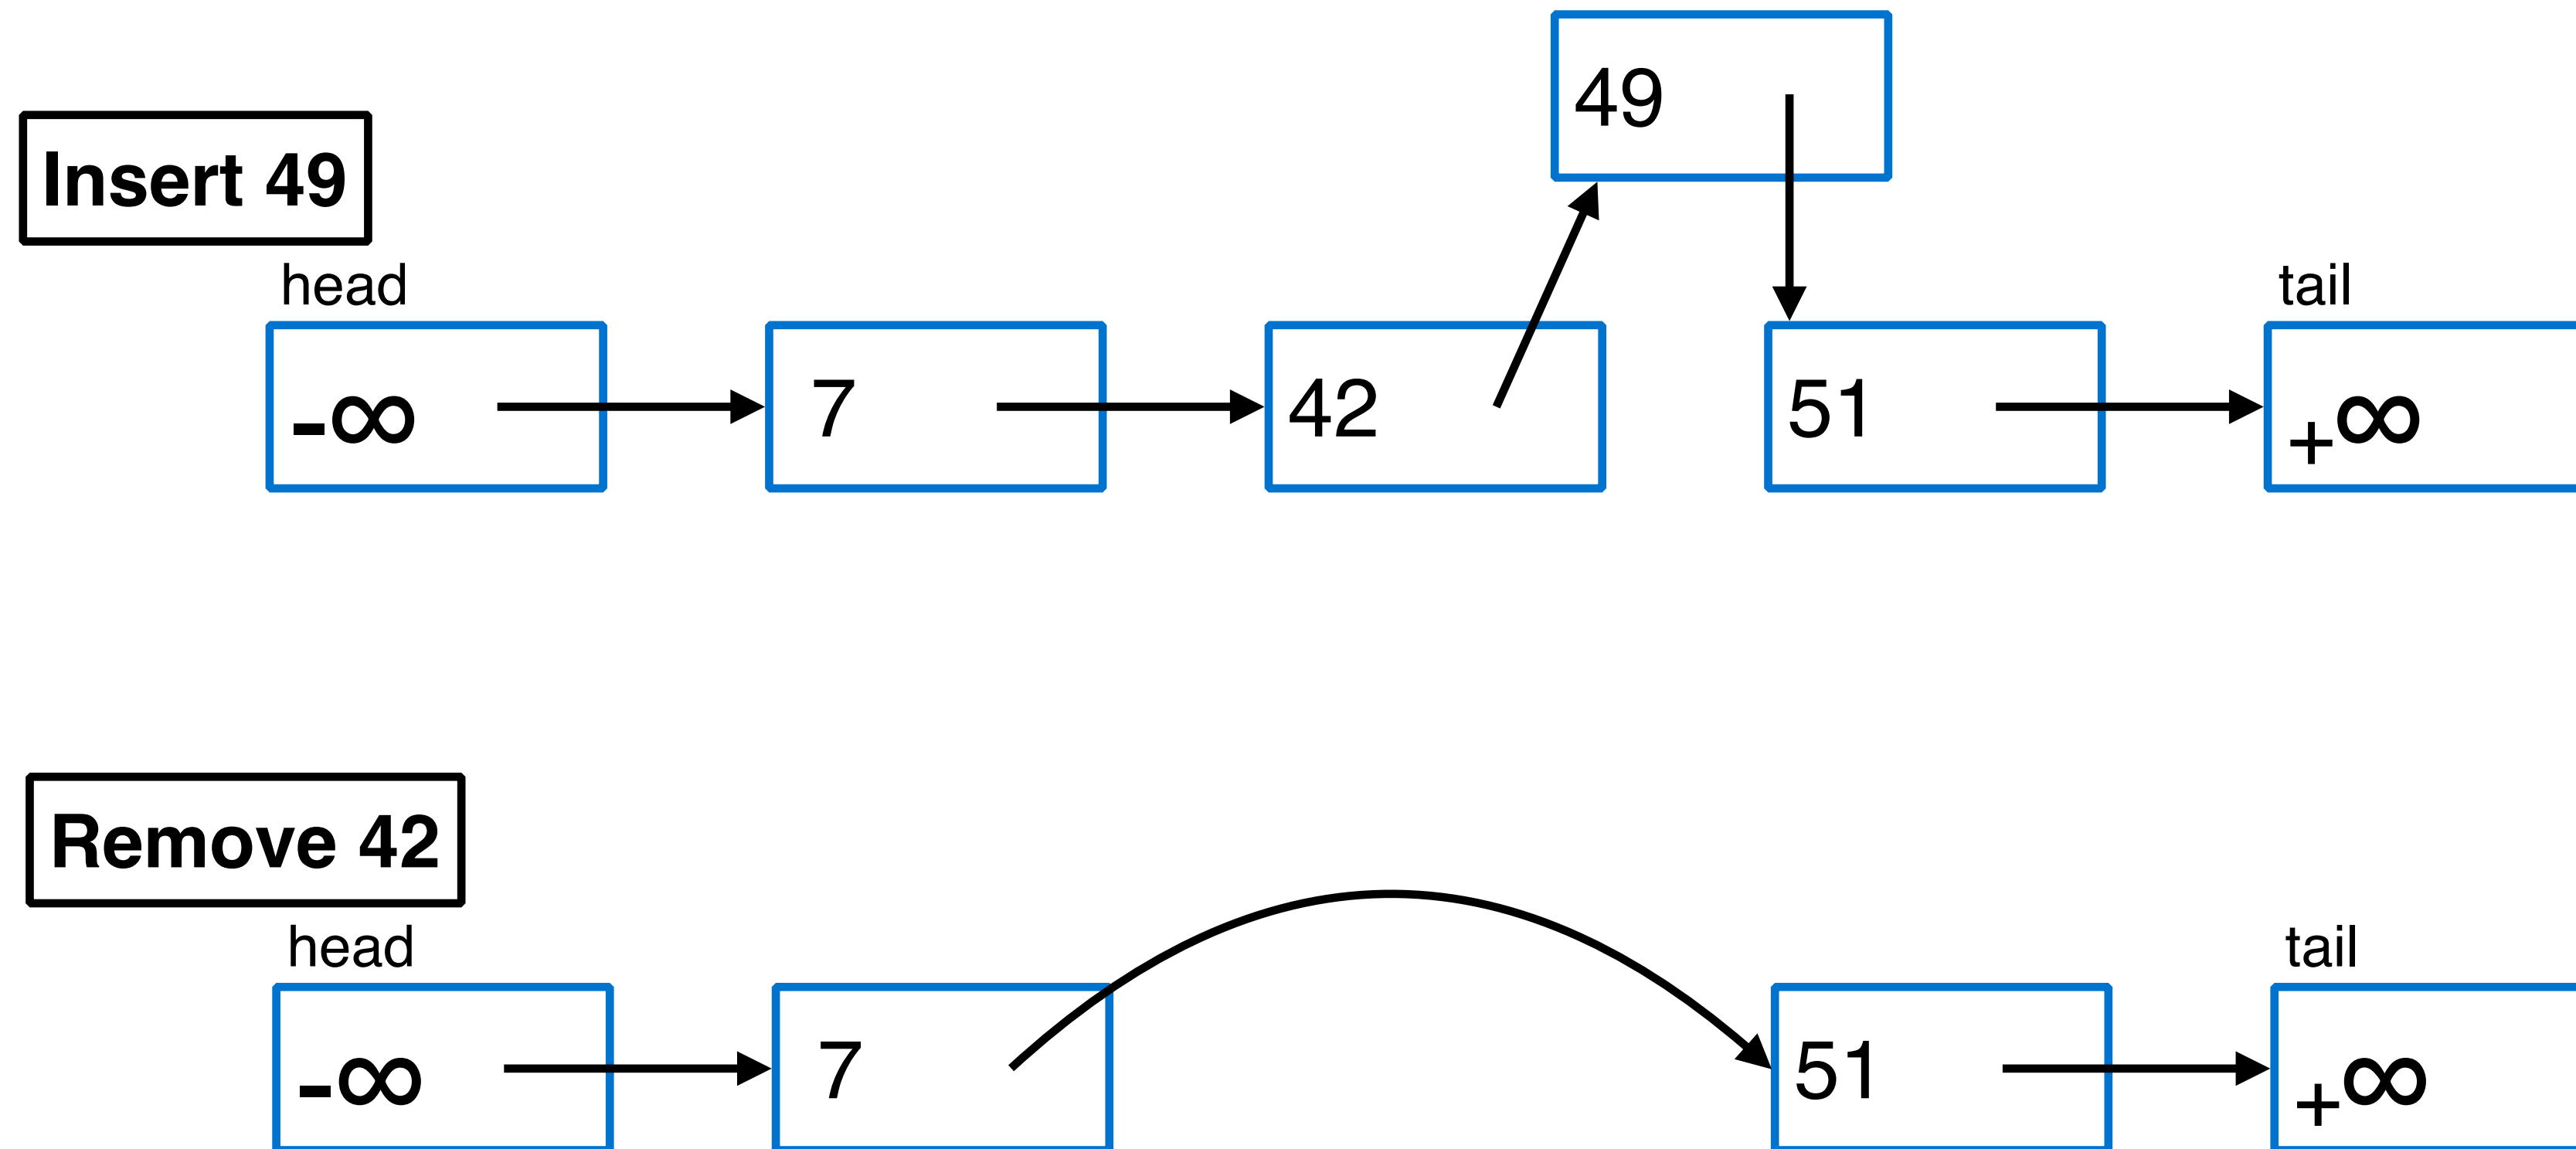 49
Insert 49
head
tail
-∞ 7 42 51 +∞
Remove 42
head
tail
-∞ 7 51 +∞